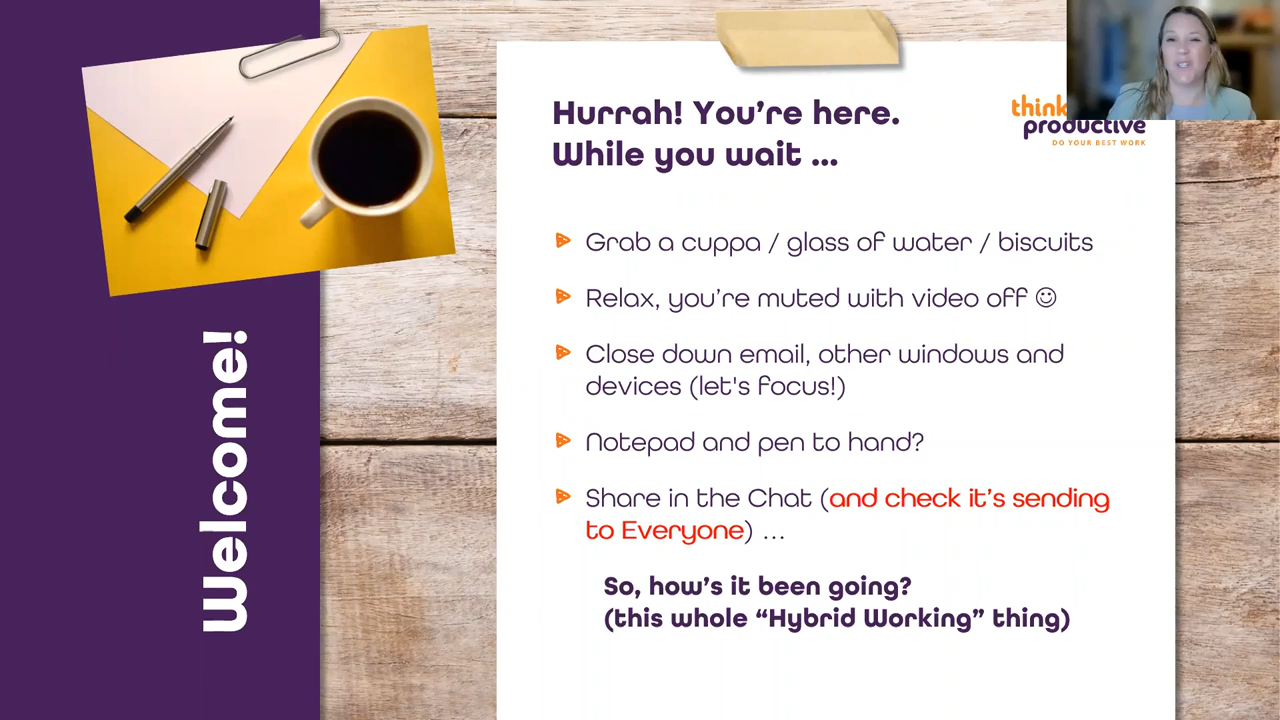 Welcome!
Hurrah! You’re here.
While you wait ...
think
productive
DO YOUR BEST WORK
Grab a cuppa / glass of water / biscuits
Relax, you’re muted with video off ☺
Close down email, other windows and
devices (let's focus!)
Notepad and pen to hand?
Share in the Chat (and check it’s sending
to Everyone) …
So, how’s it been going?
(this whole “Hybrid Working” thing)